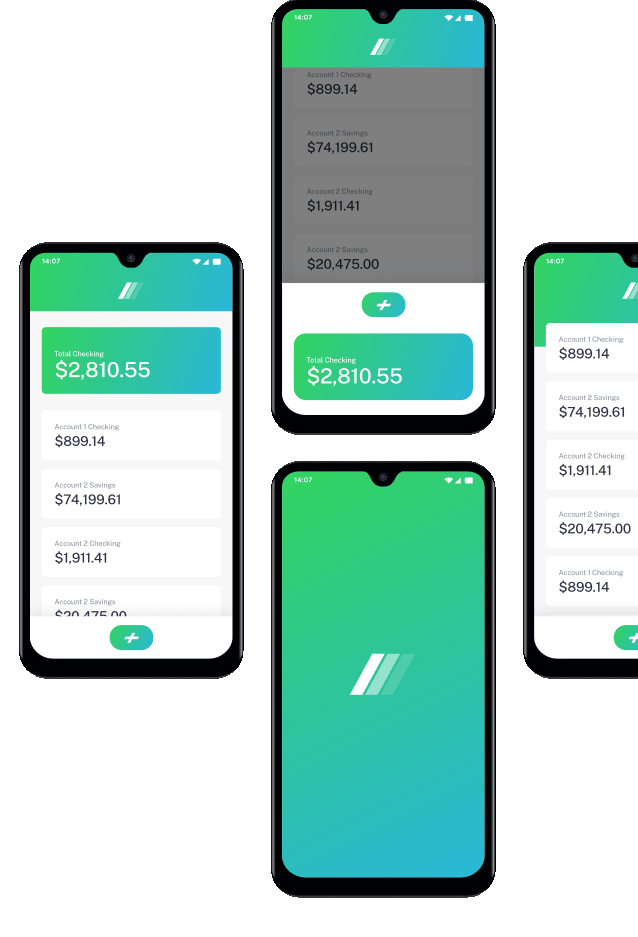 14:07
Total Checking
$2,810.55
Account 1 Checking
$899.14
Account 2 Savings
$74,199.61
Account 2 Checking
$1,911.41
Account 2 Savings
$20,475.00
14:07
Account 1 Checking
$899.14
Account 2 Savings
$74,199.61
Account 2 Checking
$1,911.41
Account 2 Savings
$20,475.00
Total Checking
$2,810.55
14:07
14:07
Account 1 Checking
$899.14
Account 2 Savings
$74,199.61
Account 2 Checking
$1,911.41
Account 2 Savings
$20,475.00
Account 1 Checking
$899.14